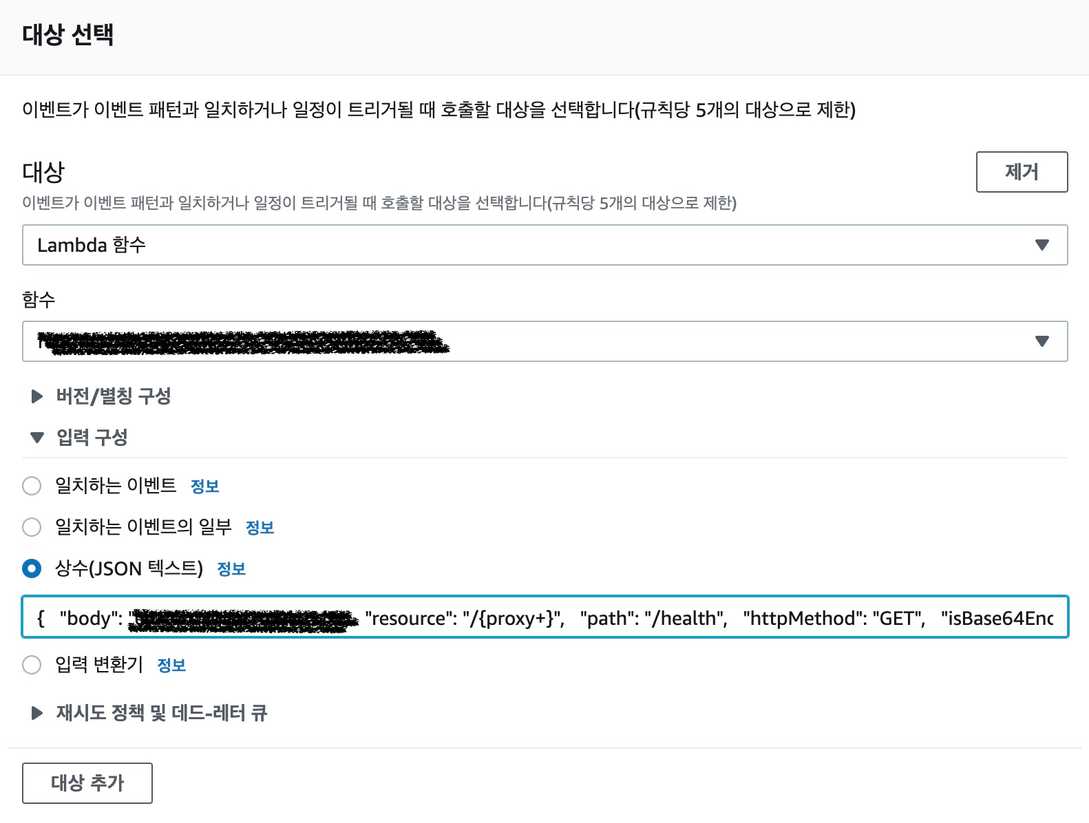 대상 선택
이벤트가 이벤트 패턴과 일치하거나 일정이 트리거될 때 호출할 대상을 선택합니다(규칙당 5개의 대상으로 제한)
대상
제거
이벤트가 이벤트 패턴과 일치하거나 일정이 트리거될 때 호출할 대상을 선택합니다(규칙당 5개의 대상으로 제한)
Lambda 함수
함수
버전/별칭 구성
입력 구성
일치하는 이벤트 정보
일치하는 이벤트의 일부 정보
상수(JSON 텍스트) 정보
{ "body": "resource": "/{proxy+}", "path": "/health", "httpMethod": "GET", "isBase64Enc
입력 변환기 정보
재시도 정책 및 데드-레터 큐
대상 추가